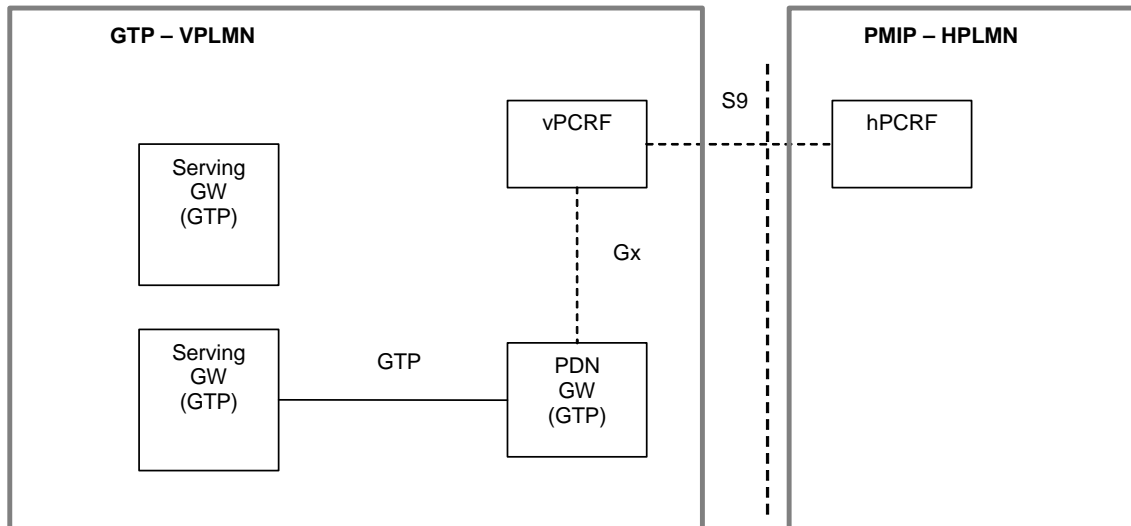 GTP – VPLMN
PMIP – HPLMN
S9
vPCRF
hPCRF
Serving
GW
(GTP)
Gx
Serving
GW
(GTP)
GTP
PDN
GW
(GTP)